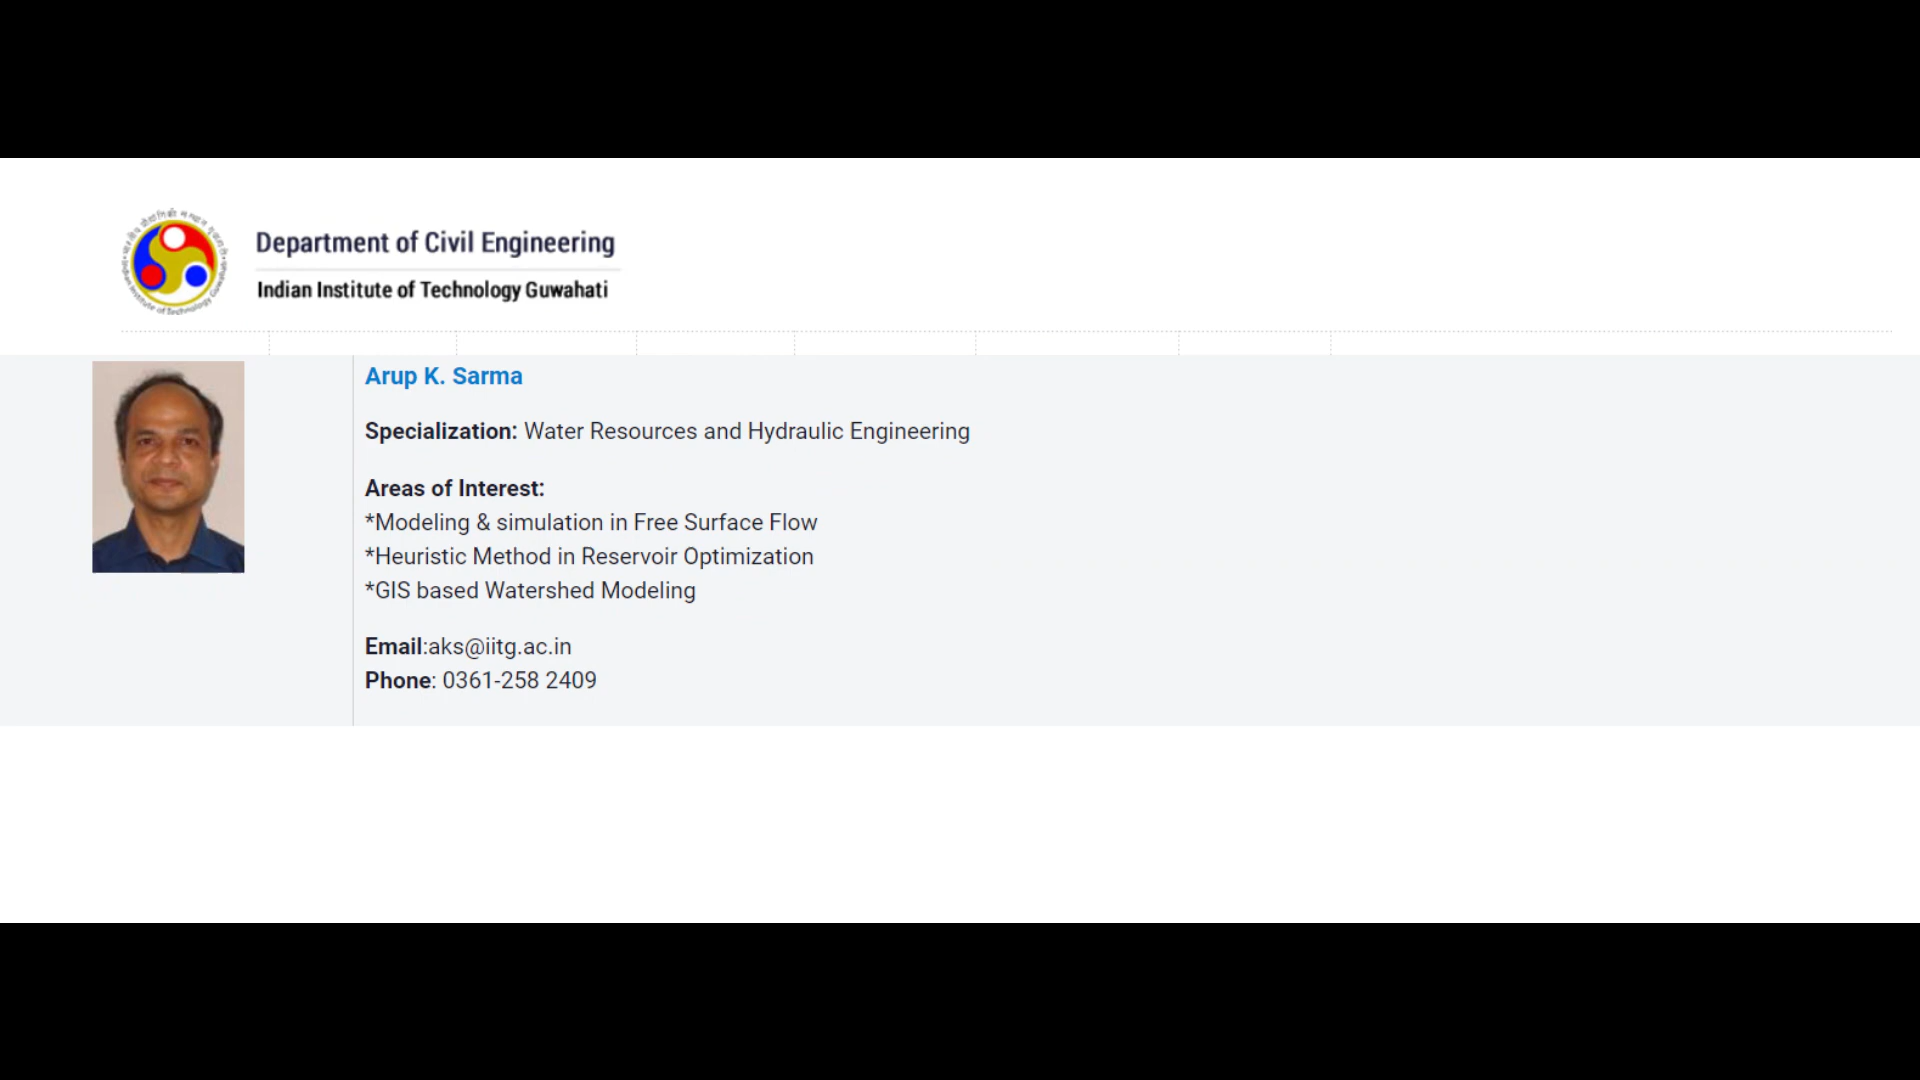 Department of Civil Engineering
Indian Institute of Technology Guwahati
Arup K. Sarma
Specialization: Water Resources and Hydraulic Engineering
Areas of Interest:
*Modeling & simulation in Free Surface Flow
*Heuristic Method in Reservoir Optimization
*GIS based Watershed Modeling
Email:aks@iitg.ac.in
Phone: 0361-258 2409